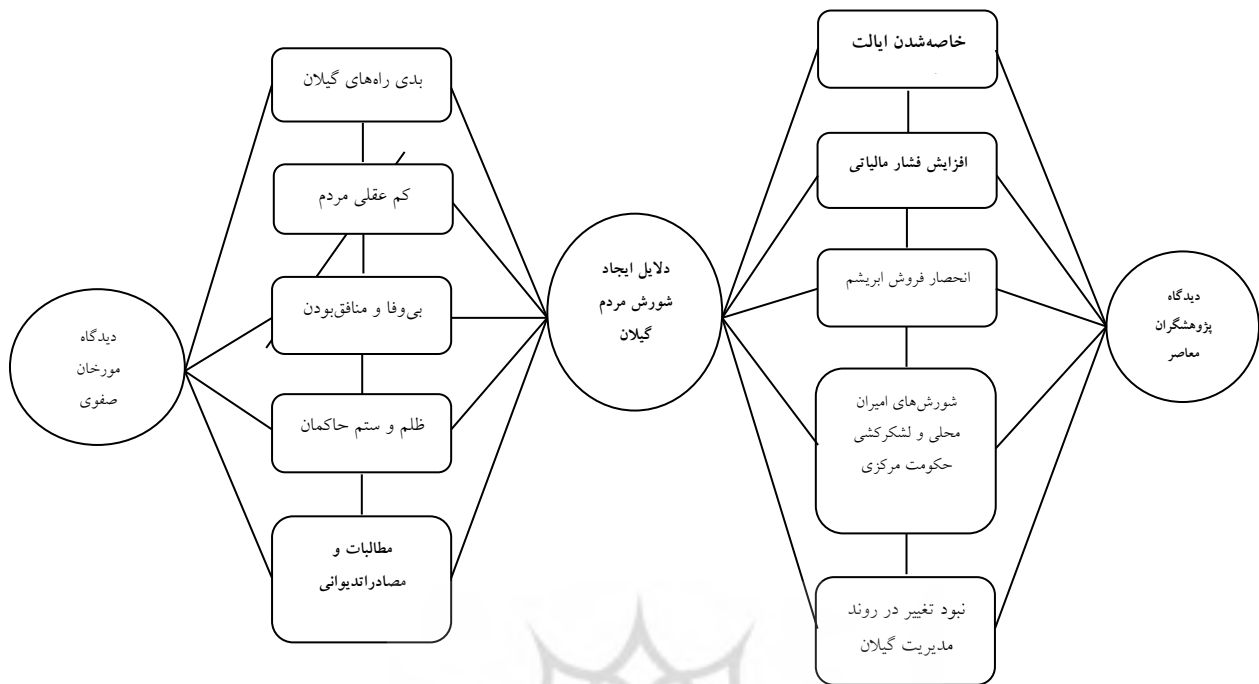 خاصه‌شدن ایالت
افزایش فشار مالیاتی
انحصار فروش ابریشم
شورش‌های امیران
محلی و لشکرکشی
حکومت مرکزی
نبود تغییر در روند
مدیریت گیلان
دیدگاه
پژوهشگران
معاصر
دلایل ایجاد
شورش مردم
گیلان
بدی راه‌های گیلان
کم عقلی مردم
بی‌وفا و منافق‌بودن
ظلم و ستم حاکمان
مطالبات و
مصادراتدیوانی
دیدگاه
مورخان
صفوی